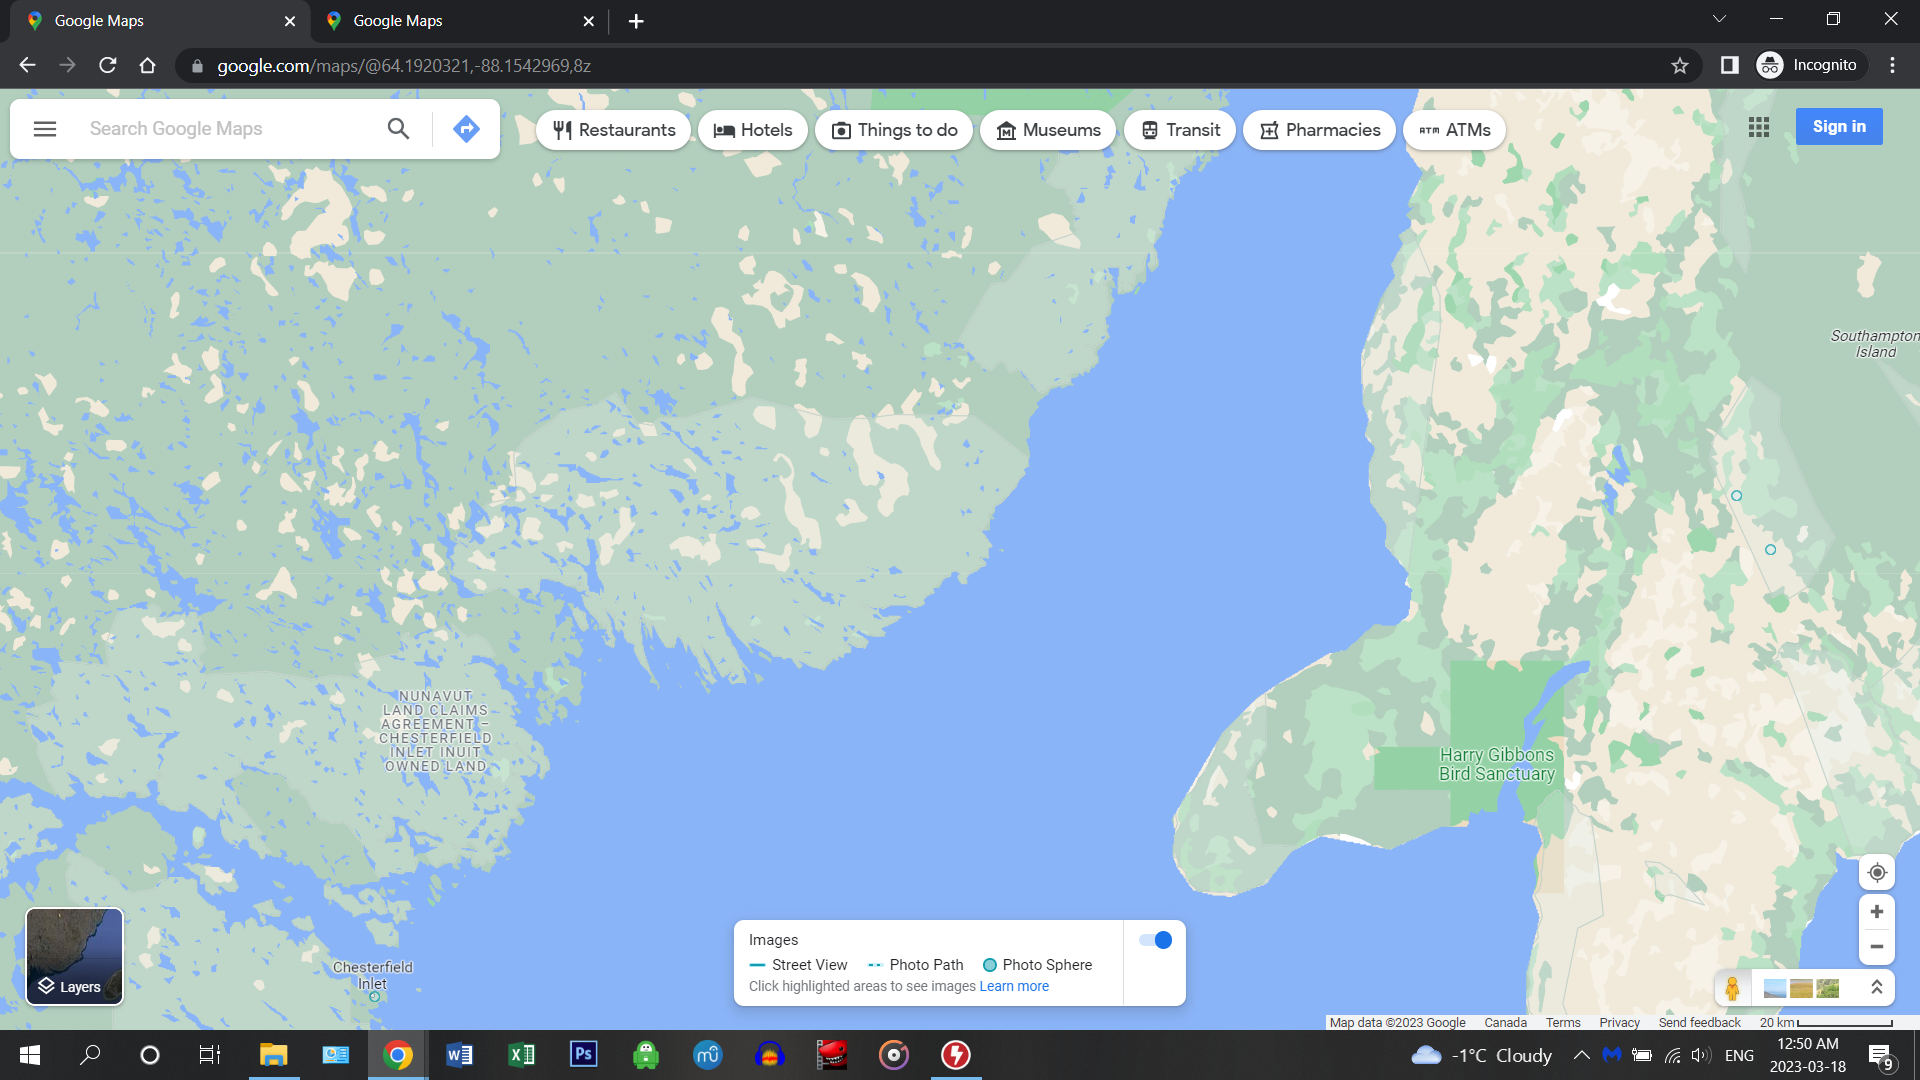 Google Maps
Google Maps
google.com/maps/@64.1920321,-88.1542969,8z
Incognito
Search Google Maps
Restaurants
Hotels
Things to do
Museums
Transit
Pharmacies
ATM ATMs
Sign in
Southampton
Island
NUNAVUT
LAND CLAIMS
AGREEMENT –
CHESTERFIELD
INLET INUIT
OWNED LAND
Harry Gibbons
Bird Sanctuary
Chesterfield
Inlet
Layers
Images
Street View
Photo Path
Photo Sphere
Click highlighted areas to see images Learn more
Map data ©2023 Google
Canada
Terms
Privacy
Send feedback
20 km
W
X
Ps
mu
-1°C Cloudy
ENG
12:50 AM
2023-03-18
9